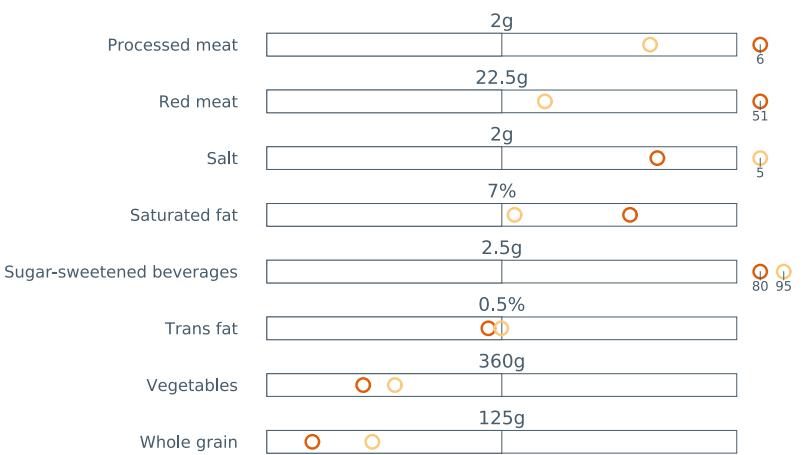 2g
Processed meat
6
22.5g
Red meat
51
2g
Salt
5
7%
Saturated fat
2.5g
Sugar-sweetened beverages
80 95
0.5%
Trans fat
360g
Vegetables
125g
Whole grain